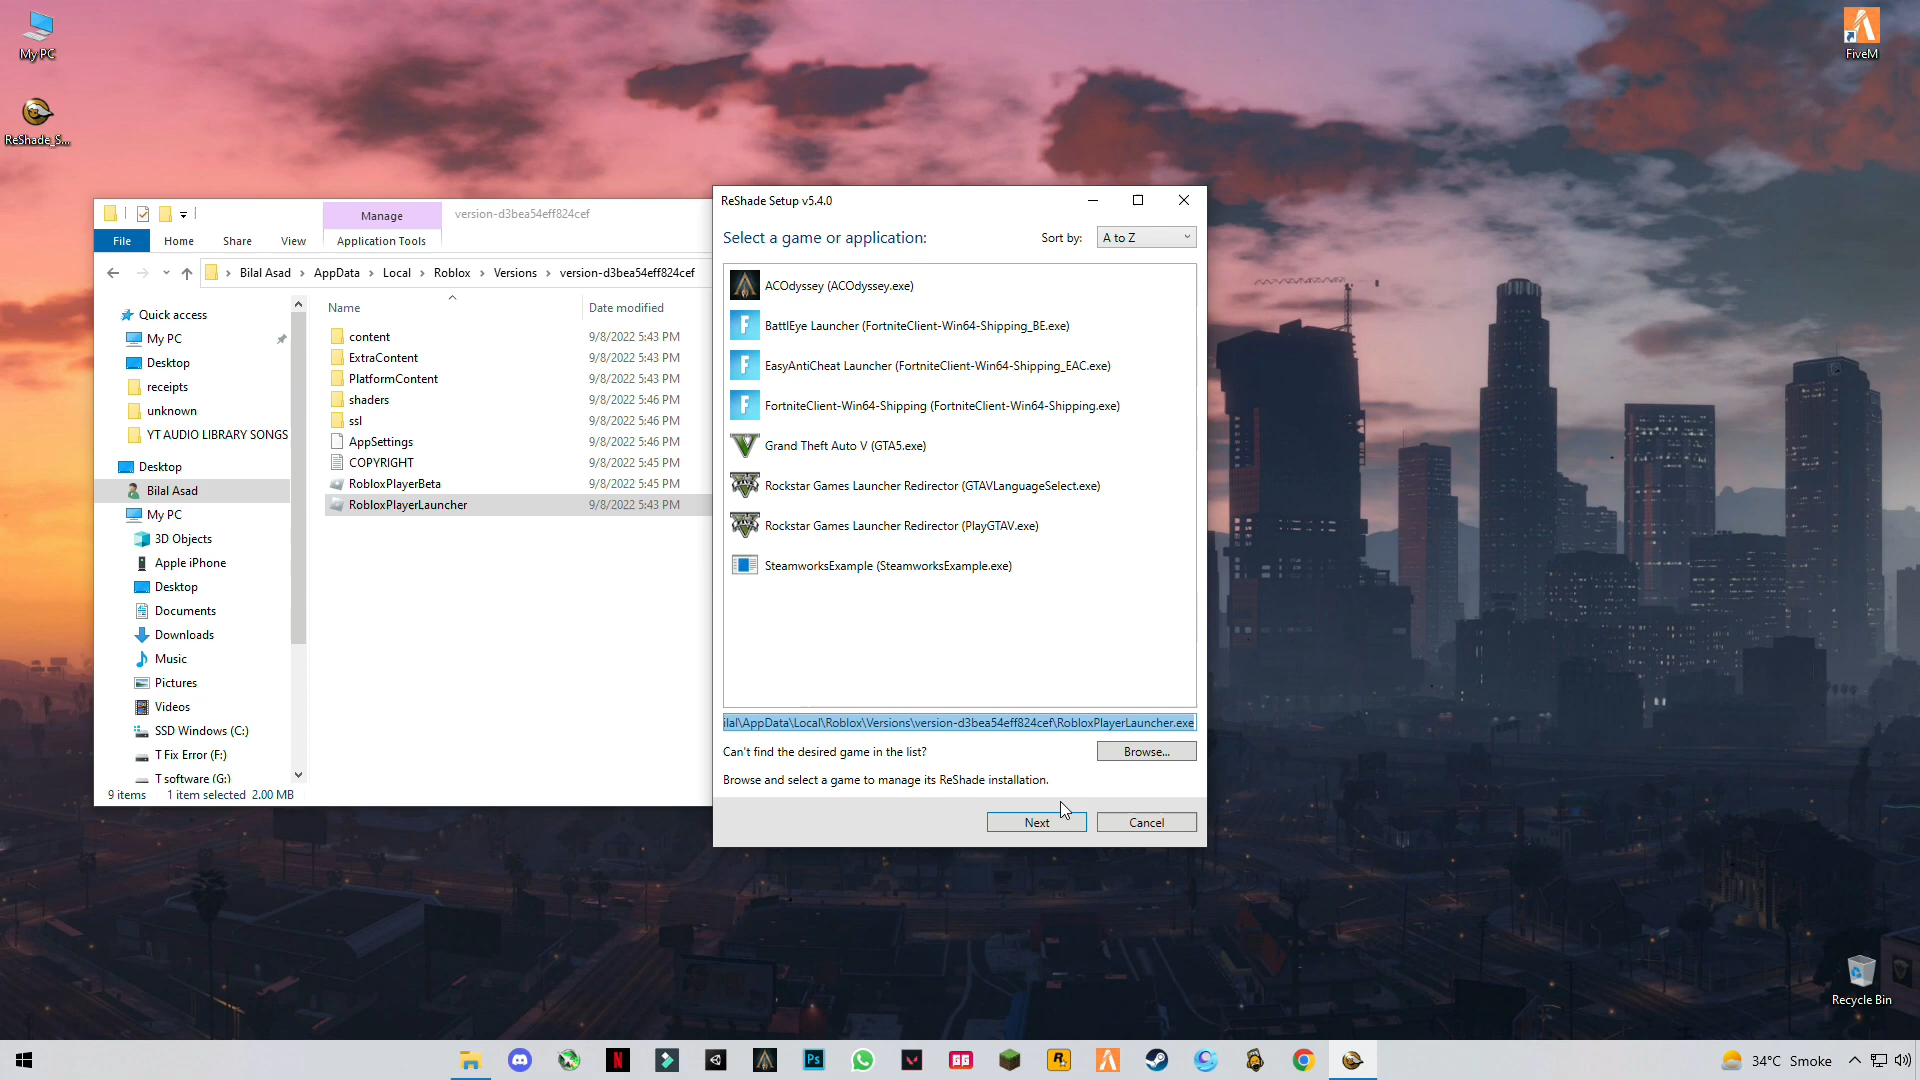 My PC
ReShade_S...
FiveM
Recycle Bin
Manage
version-d3bea54eff824cef
File
Home
Share
View
Application Tools
Bilal Asad
AppData
Local
Roblox
Versions
version-d3bea54eff824cef
Name
Date modified
Quick access
My PC
Desktop
receipts
unknown
YT AUDIO LIBRARY SONGS
Desktop
Bilal Asad
My PC
3D Objects
Apple iPhone
Desktop
Documents
Downloads
Music
Pictures
Videos
SSD Windows (C:)
T Fix Error (F:)
T software (G:)
content 9/8/2022 5:43 PM
ExtraContent 9/8/2022 5:43 PM
PlatformContent 9/8/2022 5:43 PM
shaders 9/8/2022 5:46 PM
ssl 9/8/2022 5:46 PM
AppSettings 9/8/2022 5:46 PM
COPYRIGHT 9/8/2022 5:45 PM
RobloxPlayerBeta 9/8/2022 5:45 PM
RobloxPlayerLauncher 9/8/2022 5:43 PM
9 items 1 item selected 2.00 MB
ReShade Setup v5.4.0
Select a game or application:
Sort by:
A to Z
ACOdyssey (ACOdyssey.exe)
BattlEye Launcher (FortniteClient-Win64-Shipping_BE.exe)
EasyAntiCheat Launcher (FortniteClient-Win64-Shipping_EAC.exe)
FortniteClient-Win64-Shipping (FortniteClient-Win64-Shipping.exe)
Grand Theft Auto V (GTA5.exe)
Rockstar Games Launcher Redirector (GTAVLanguageSelect.exe)
Rockstar Games Launcher Redirector (PlayGTAV.exe)
SteamworksExample (SteamworksExample.exe)
ilal\AppData\Local\Roblox\Versions\version-d3bea54eff824cef\RobloxPlayerLauncher.exe
Can't find the desired game in the list?
Browse...
Browse and select a game to manage its ReShade installation.
Next
Cancel
34°C Smoke